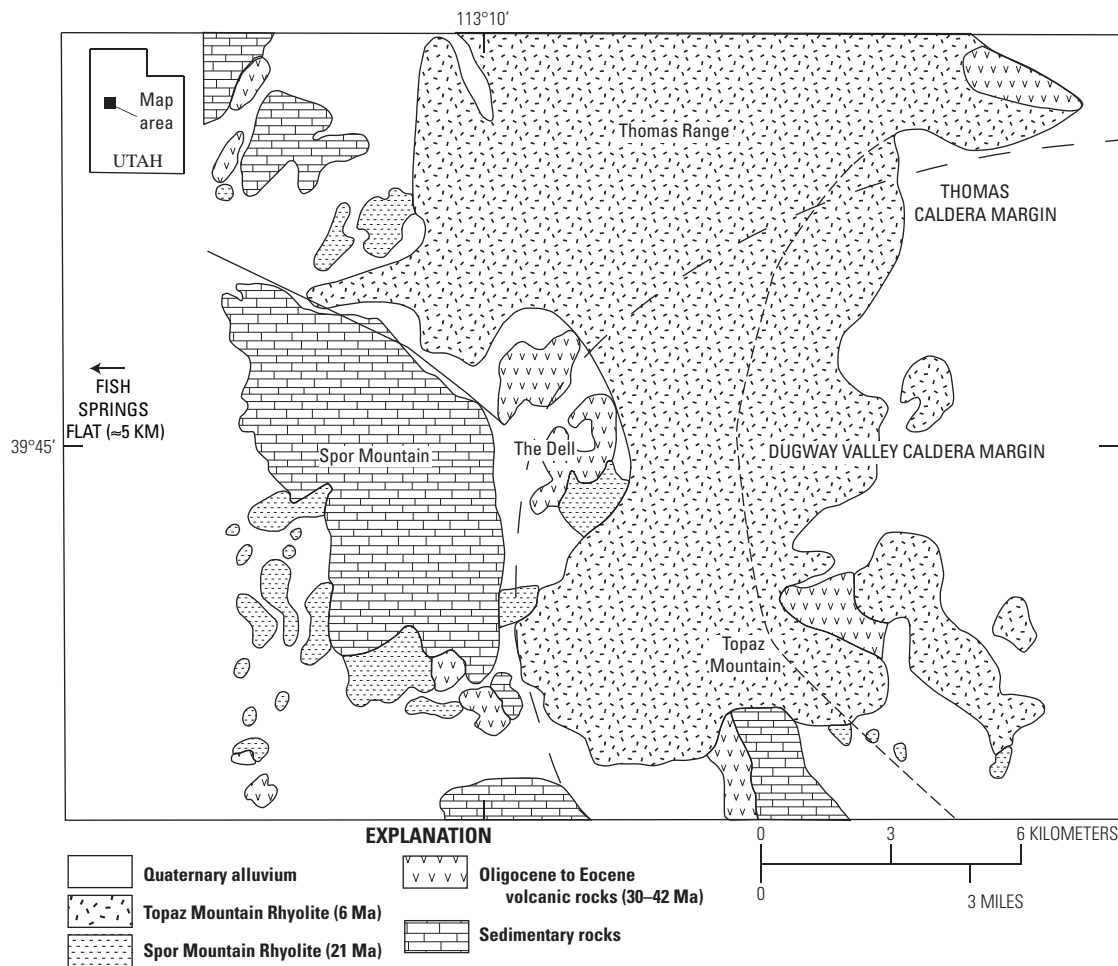 113°10’
Map
area
UTAH
Thomas Range
THOMAS
CALDERA MARGIN
FISH
SPRINGS
FLAT (≈5 KM)
39°45’
Spor Mountain
The Dell
DUGWAY VALLEY CALDERA MARGIN
Topaz
Mountain
EXPLANATION
Quaternary alluvium
Topaz Mountain Rhyolite (6 Ma)
Spor Mountain Rhyolite (21 Ma)
Oligocene to Eocene
volcanic rocks (30–42 Ma)
Sedimentary rocks
0 3 6 KILOMETERS
0 3 MILES